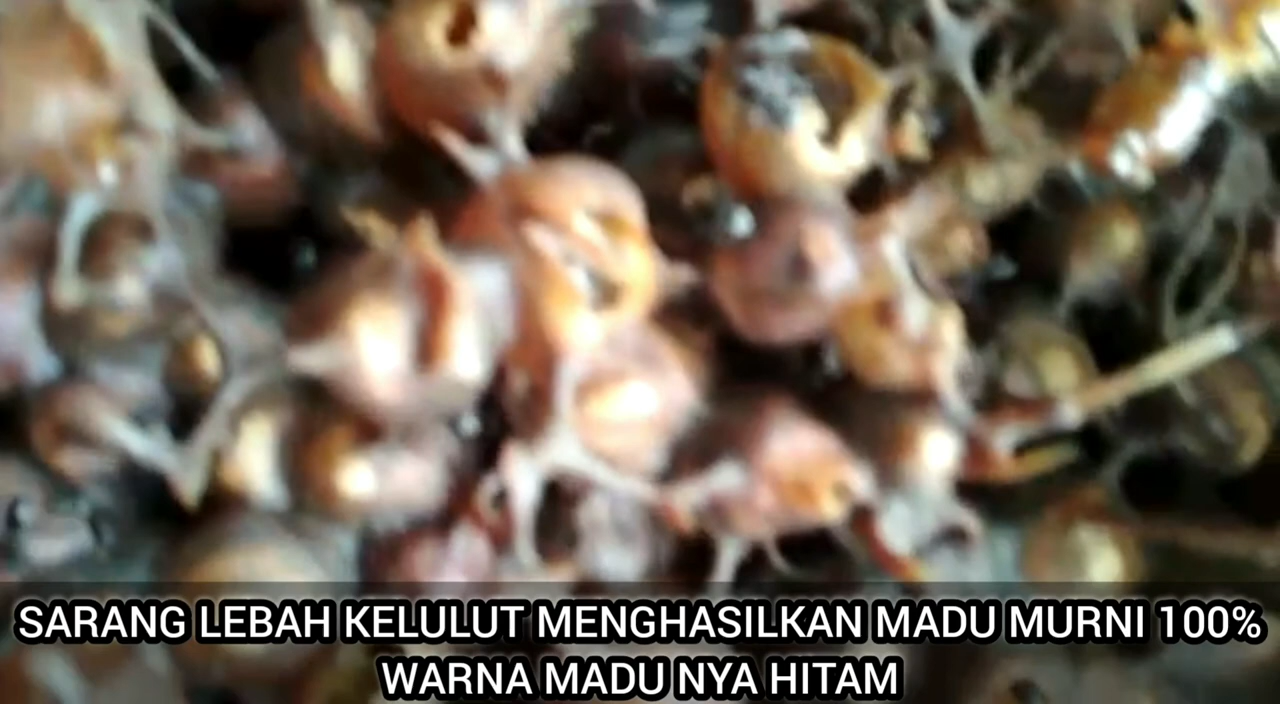 SARANG LEBAH KELULUT MENGHASILKAN MADU MURNI 100%
WARNA MADU NYA HITAM